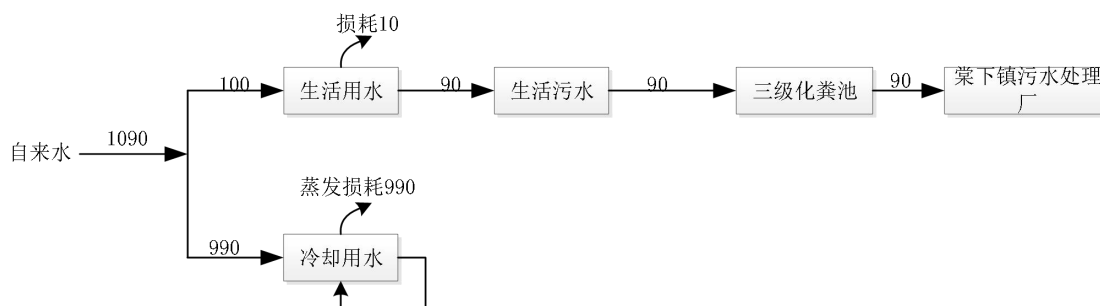 损耗10
100
生活用水
90
生活污水
90
三级化粪池
90
棠下镇污水处理
厂
自来水
1090
蒸发损耗990
990
冷却用水